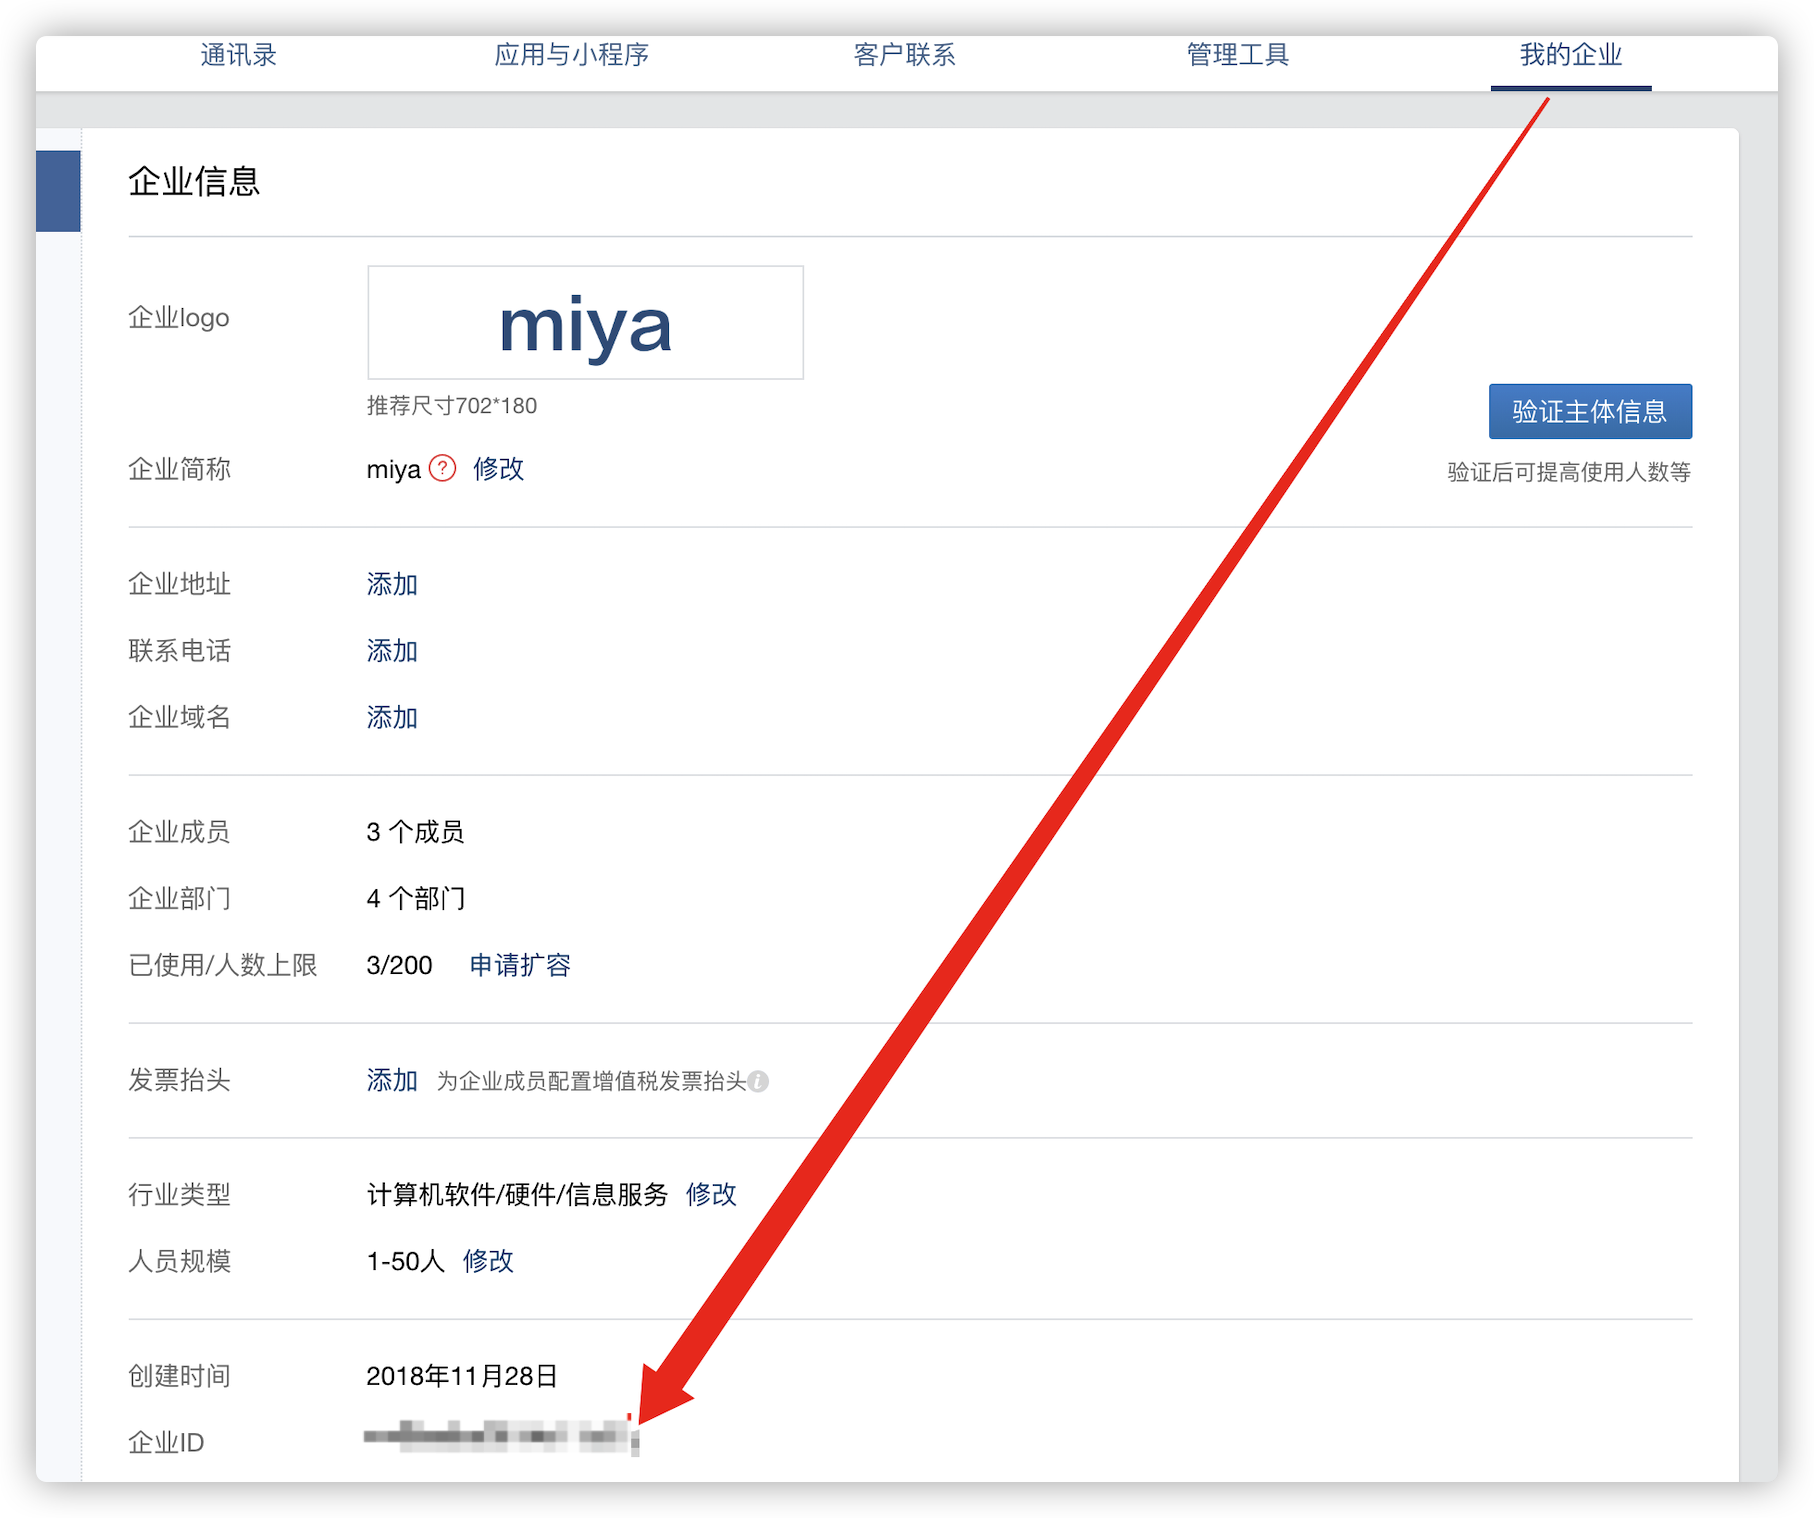 通讯录 应用与小程序 客户联系 管理工具 我的企业
企业信息
企业logo miya
推荐尺寸702*180
验证主体信息
企业简称 miya ? 修改
验证后可提高使用人数等
企业地址 添加
联系电话 添加
企业域名 添加
企业成员 3 个成员
企业部门 4 个部门
已使用/人数上限 3/200 申请扩容
发票抬头 添加 为企业成员配置增值税发票抬头 i
行业类型 计算机软件/硬件/信息服务 修改
人员规模 1-50人 修改
创建时间 2018年11月28日
企业ID